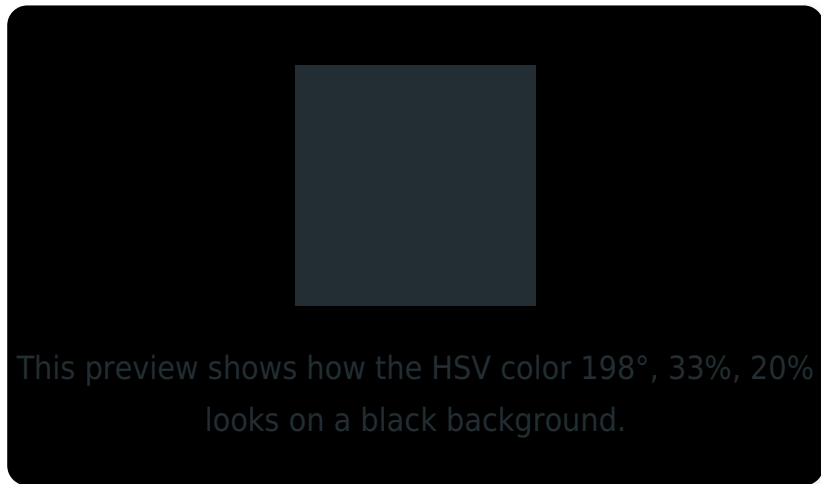 This preview shows how the HSV color 198°, 33%, 20%
looks on a black background.